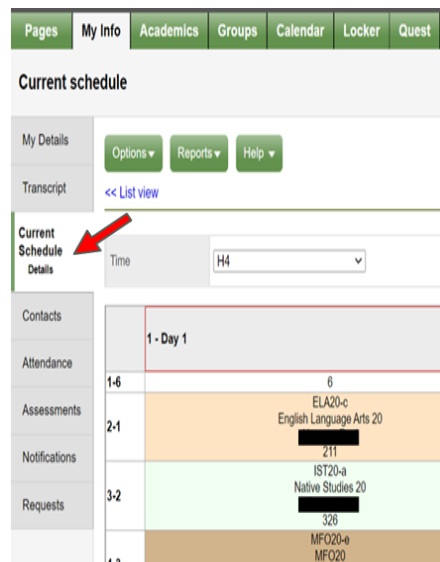 Pages My Info Academics Groups Calendar Locker Quest
Current schedule
My Details
Transcript
Current
Schedule
Details
Contacts
Attendance
Assessments
Notifications
Requests
Options Reports Help
<< List view
Time H4
1 - Day 1
1-6 6
2-1
ELA20-c
English Language Arts 20
211
3-2
IST20-a
Native Studies 20
326
MFO20-e
MFO20